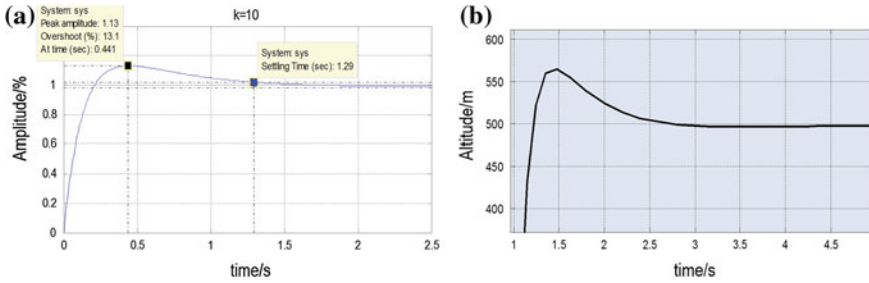 (a)
k=10
System: sys
Peak amplitude: 1.13
Overshoot (%): 13.1
At time (sec): 0.441
System: sys
Settling Time (sec): 1.29
Amplitude/%
1
0.8
0.6
0.4
0.2
0
0
0.5
1
1.5
2
2.5
time/s
(b)
Altitude/m
600
550
500
450
400
1
1.5
2
2.5
3
3.5
4
4.5
time/s